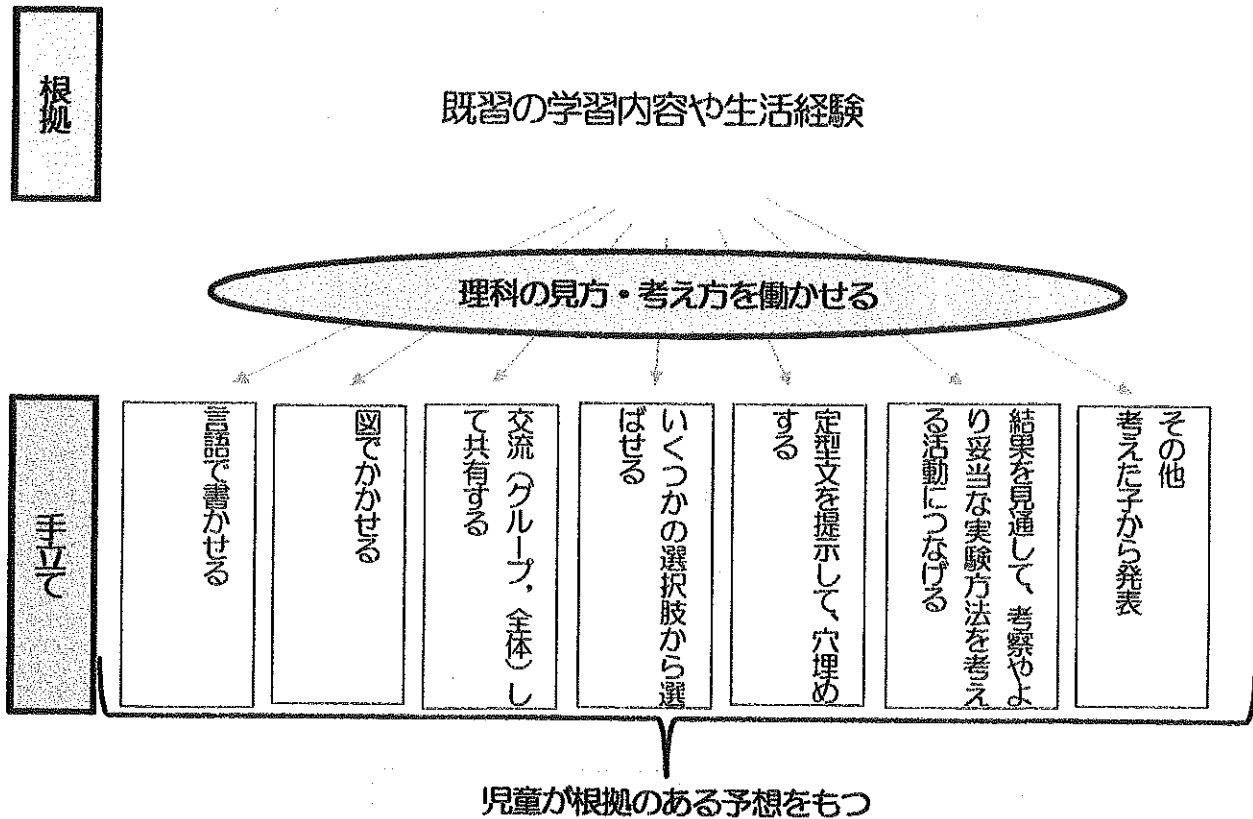 根拠
既習の学習内容や生活経験
理科の見方・考え方を働かせる
手立て
言語で書かせる
図でかかせる
交流（グループ，全体）し
て共有する
いくつかの選択肢から選
ばせる
定型文を提示して、穴埋め
する
結果を見通して、考察やよ
り妥当な実験方法を考え
る活動につなげる
その他
考えた子から発表
児童が根拠のある予想をもつ